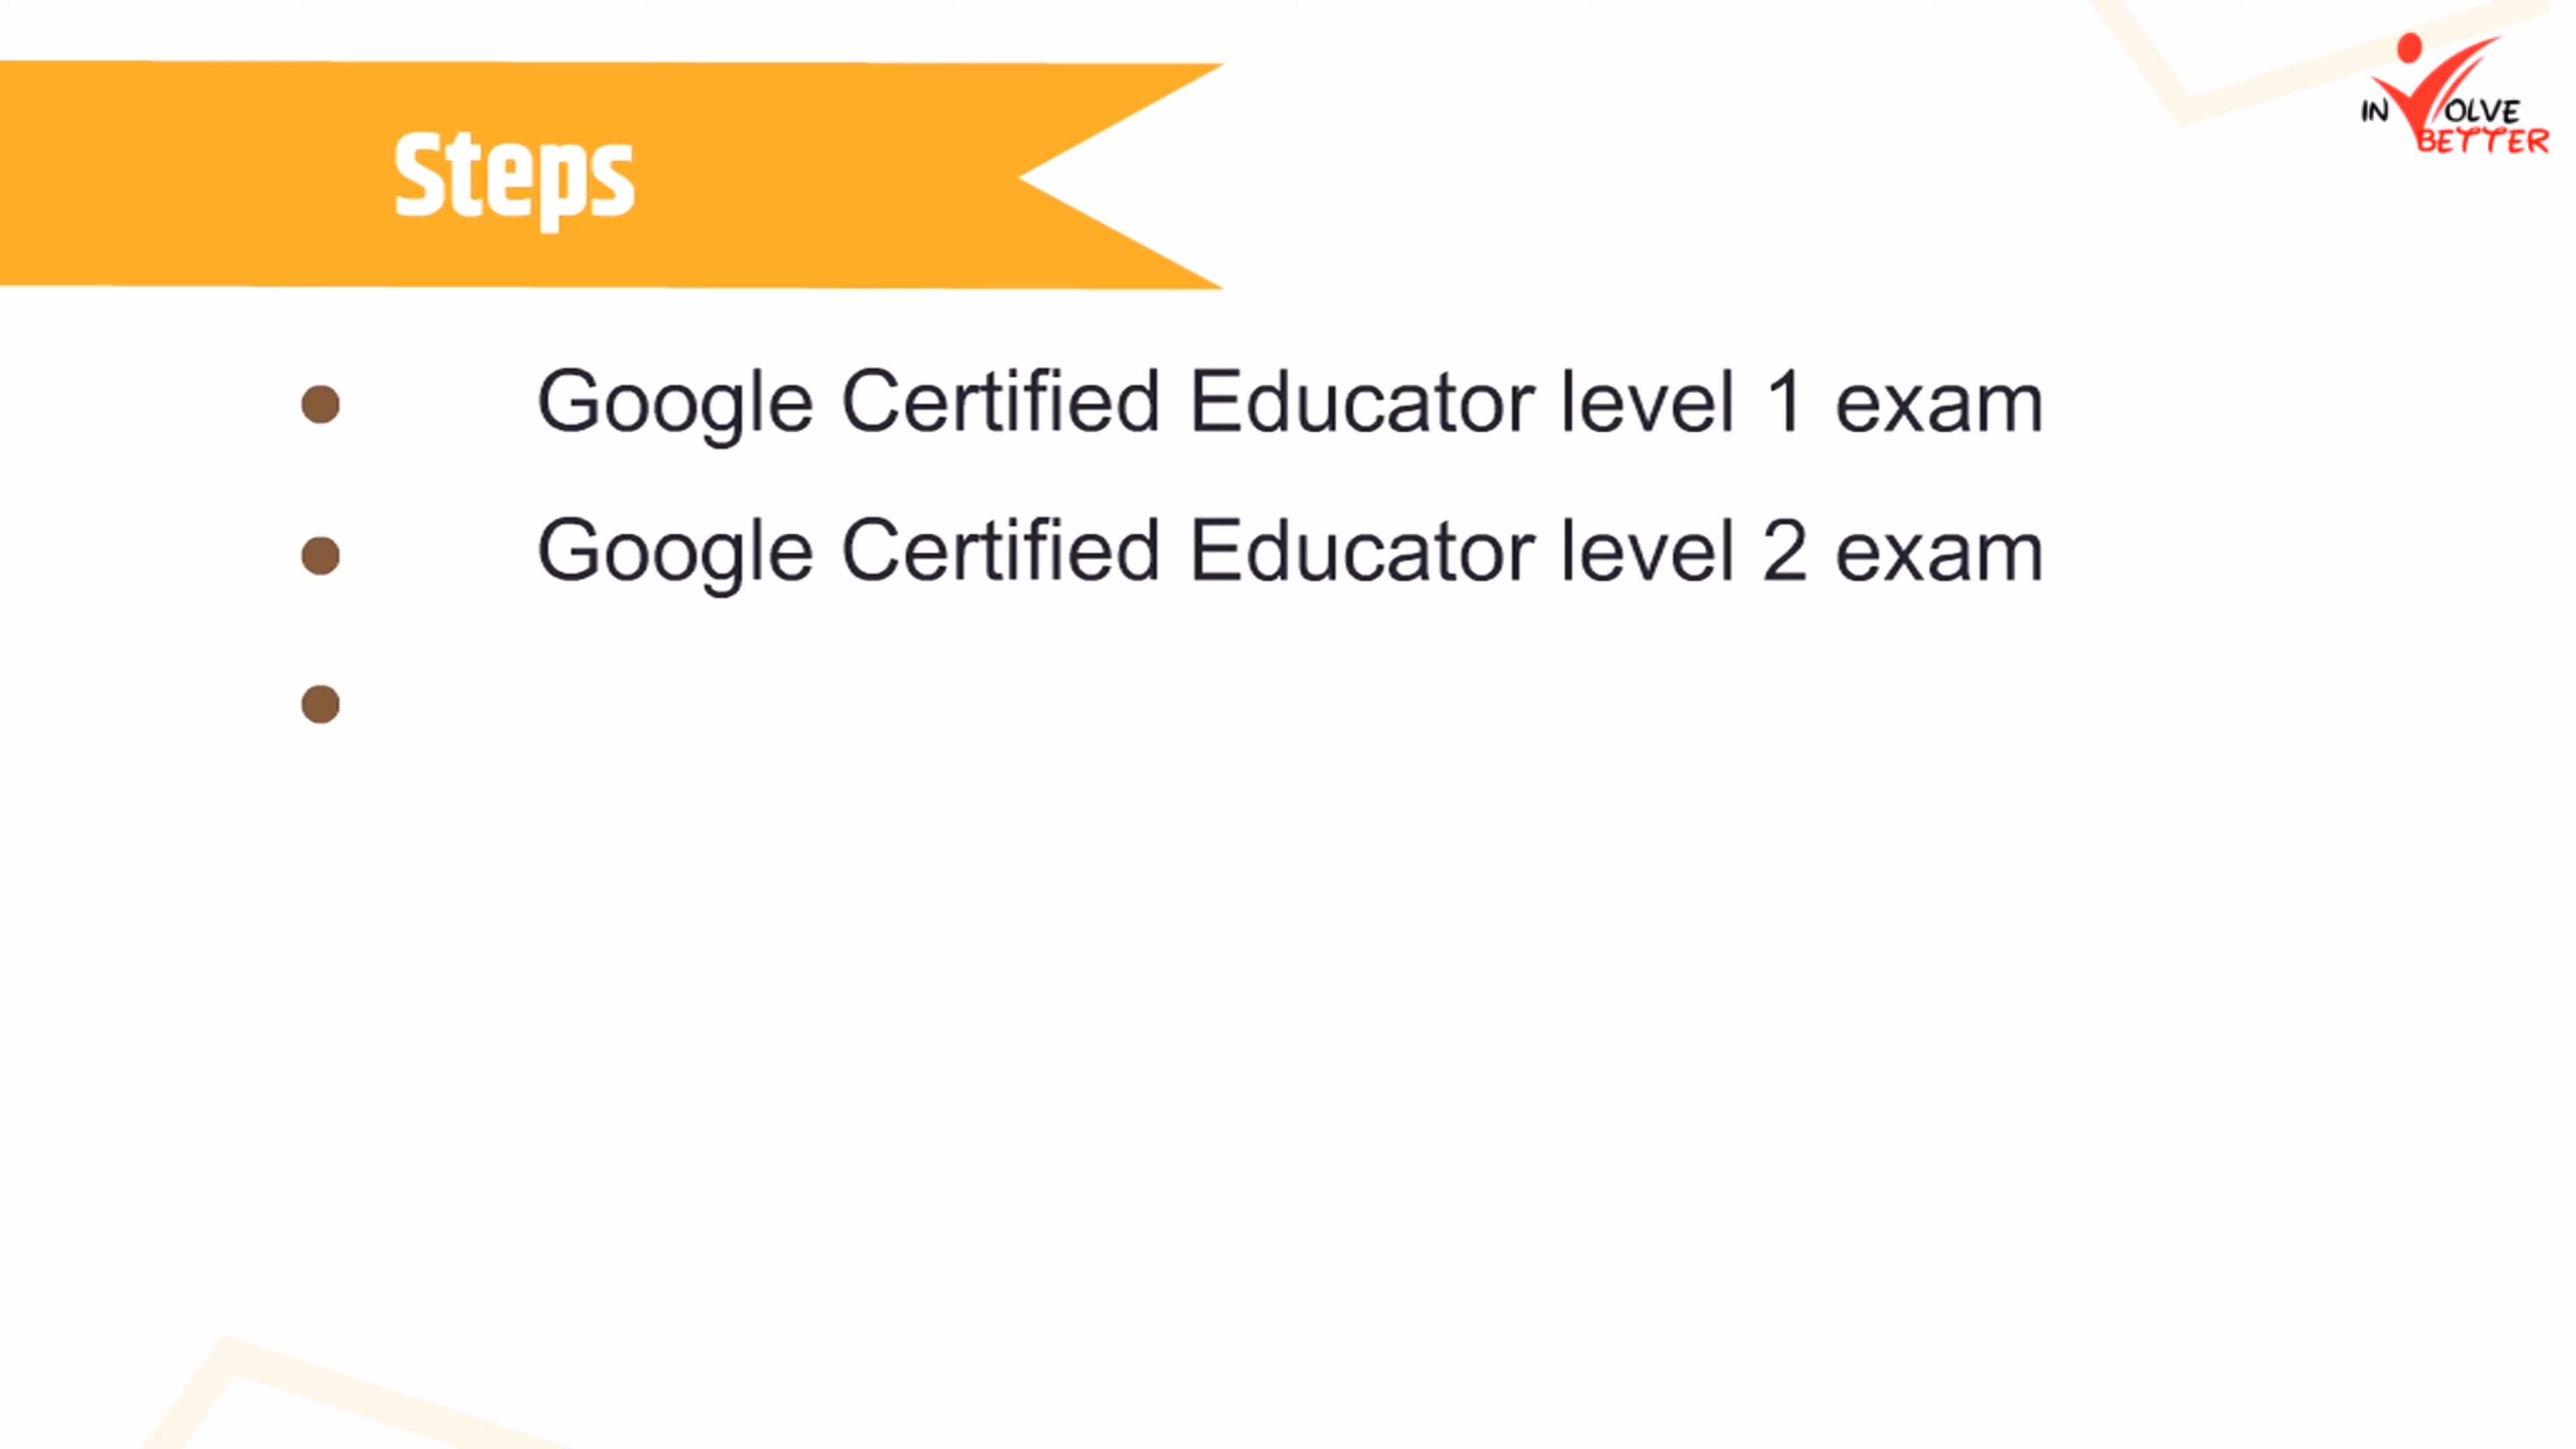 Steps
IN VOLVE
BETTER
Google Certified Educator level 1 exam
Google Certified Educator level 2 exam